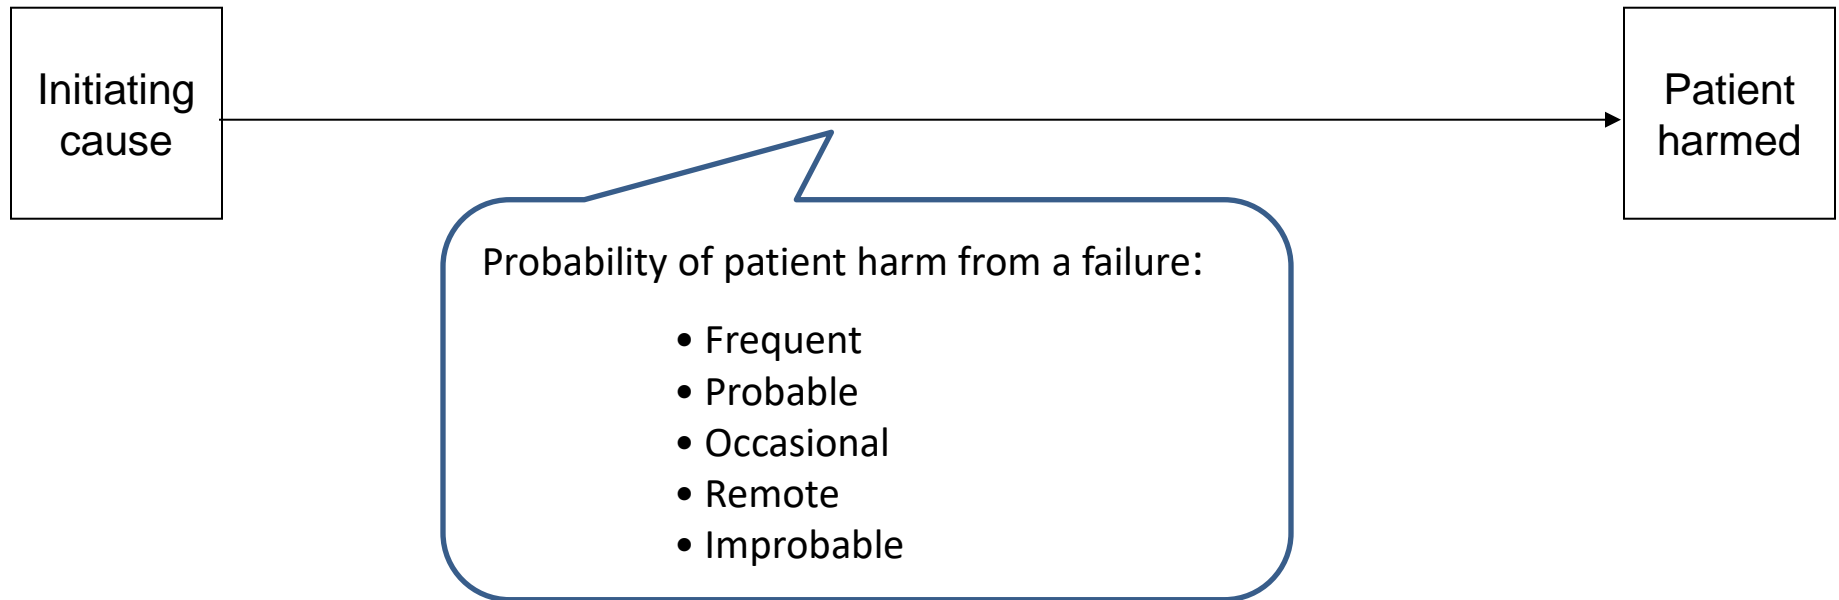 Initiating
cause
Patient
harmed
Probability of patient harm from a failure:
• Frequent
• Probable
• Occasional
• Remote
• Improbable